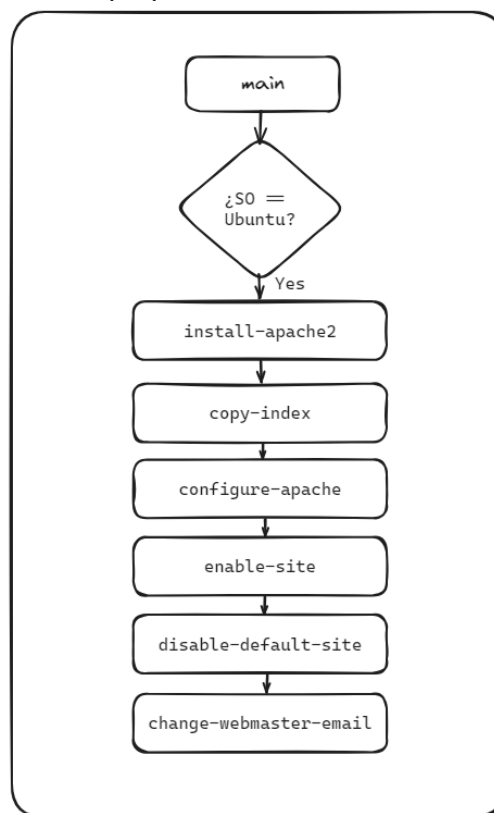 main
¿SO ==
Ubuntu?
Yes
install-apache2
copy-index
configure-apache
enable-site
disable-default-site
change-webmaster-email